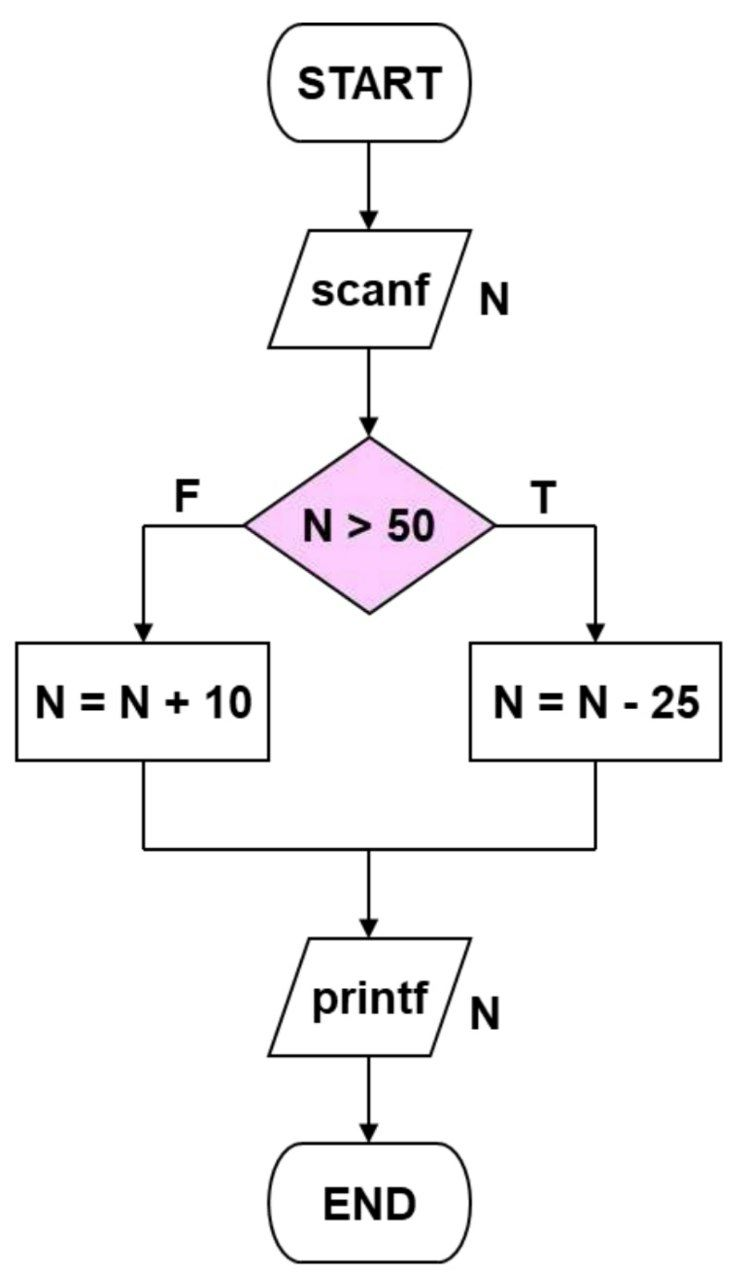 START
scanf N
F
N > 50
T
N = N + 10
N = N - 25
printf N
END